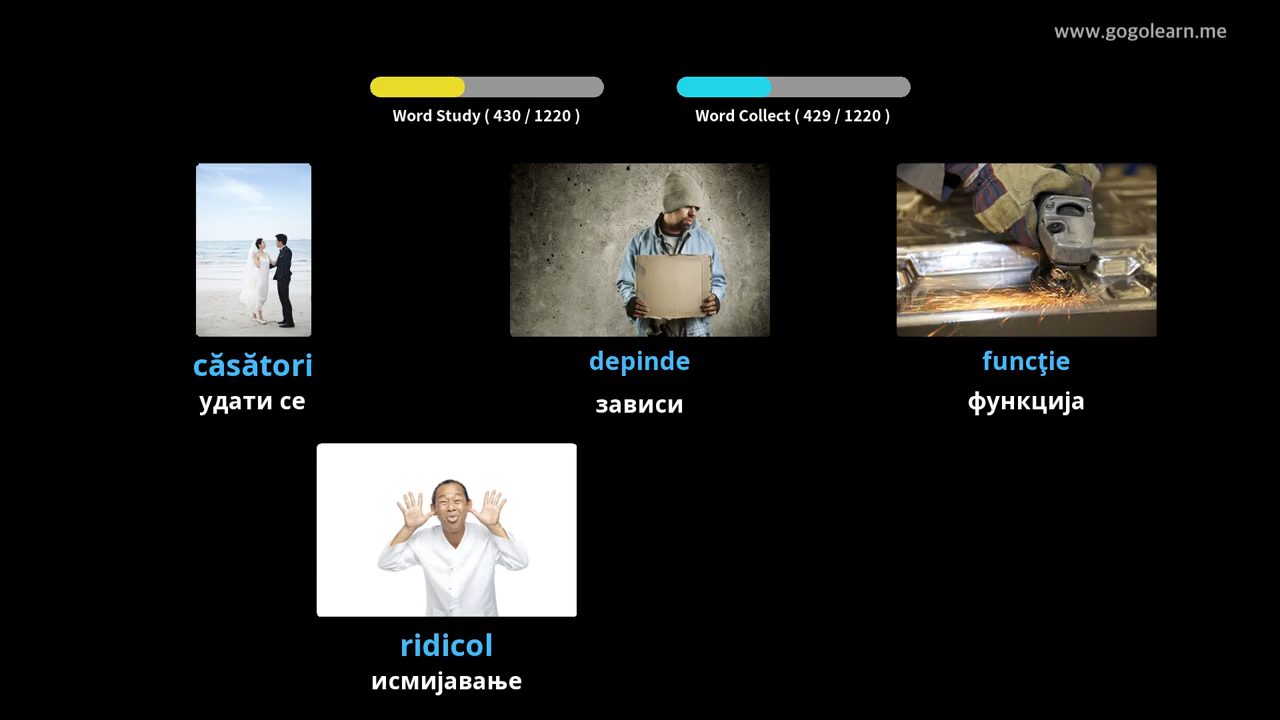 www.gogolearn.me
Word Study ( 430 / 1220 )
Word Collect ( 429 / 1220 )
căsători
удати се
depinde
зависи
funcţie
функција
ridicol
исмијавање